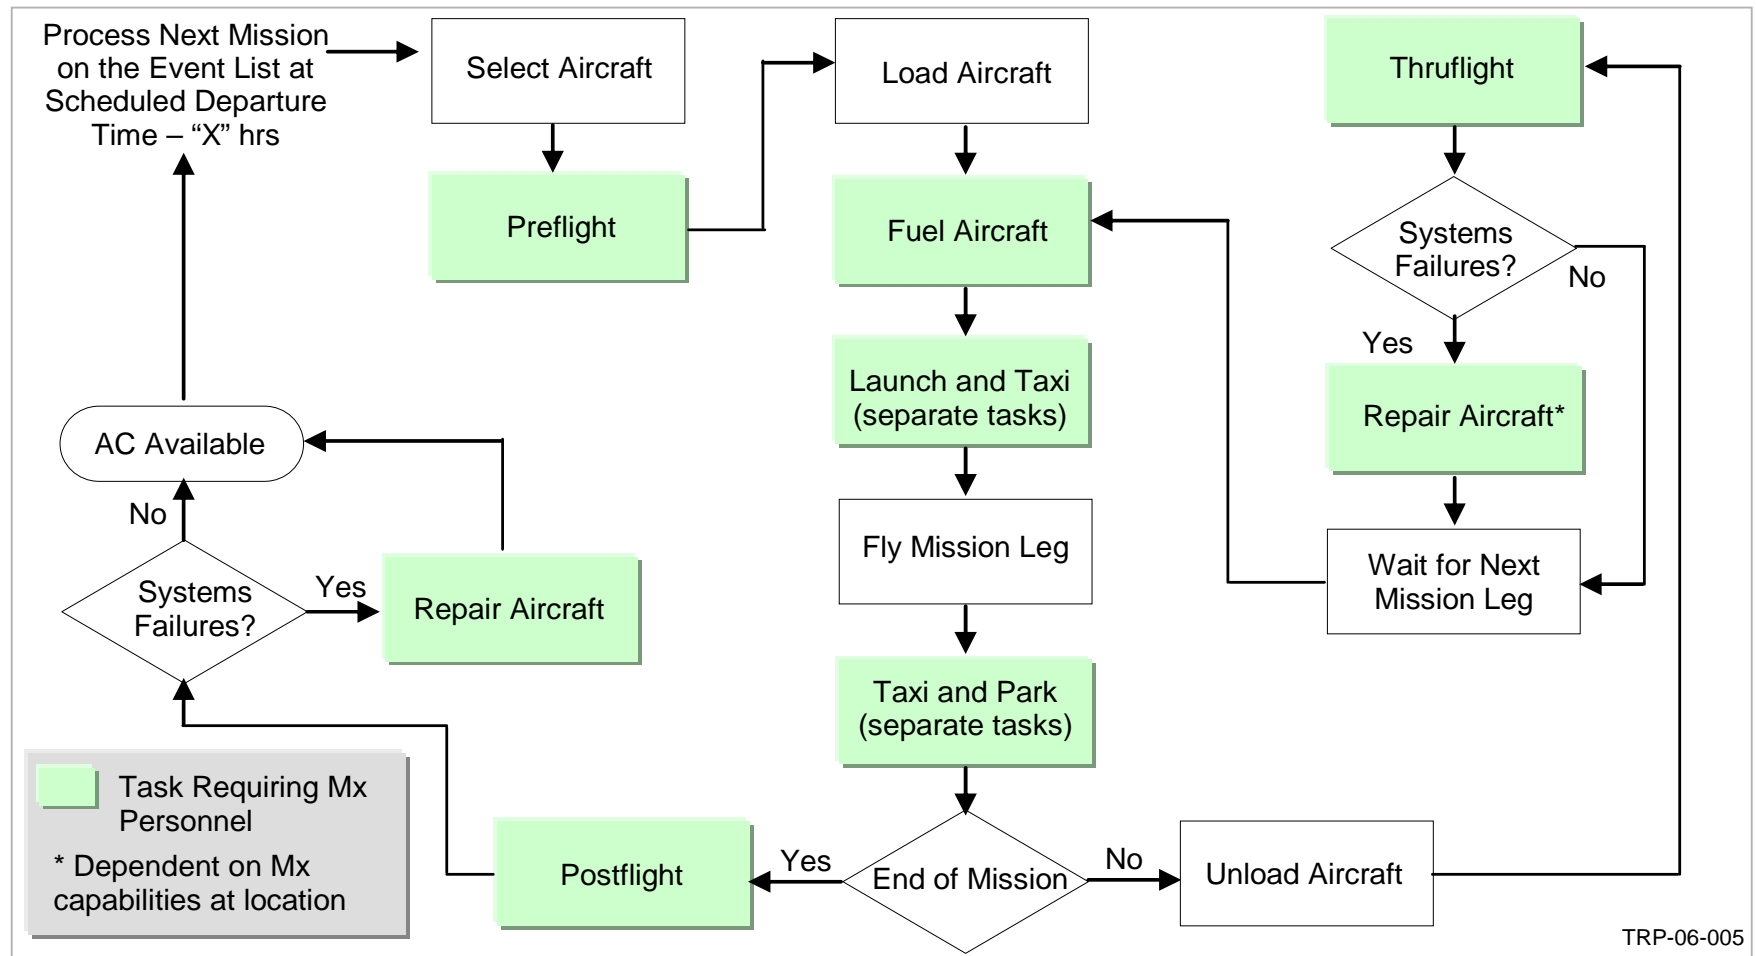 Process Next Mission
on the Event List at
Scheduled Departure
Time – “X” hrs
Select Aircraft
Preflight
Load Aircraft
Fuel Aircraft
Launch and Taxi
(separate tasks)
Fly Mission Leg
Taxi and Park
(separate tasks)
End of Mission
Yes
No
Unload Aircraft
Thruflight
Systems
Failures?
No
Yes
Repair Aircraft*
Wait for Next
Mission Leg
Postflight
Systems
Failures?
Yes
No
Repair Aircraft
AC Available
Task Requiring Mx
Personnel
* Dependent on Mx
capabilities at location
TRP-06-005